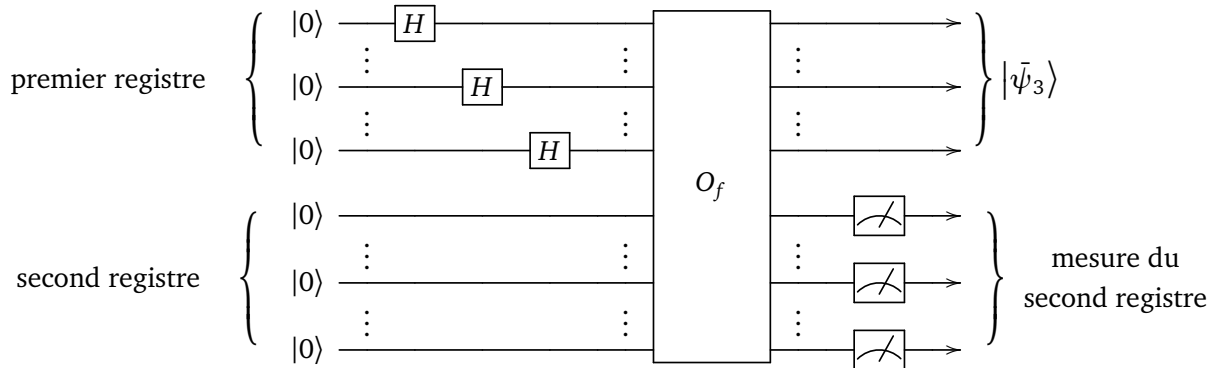 |0⟩ H
premier registre |0⟩ H |ψ̄₃⟩
|0⟩ H
O_f
|0⟩
second registre |0⟩ mesure du
second registre
|0⟩